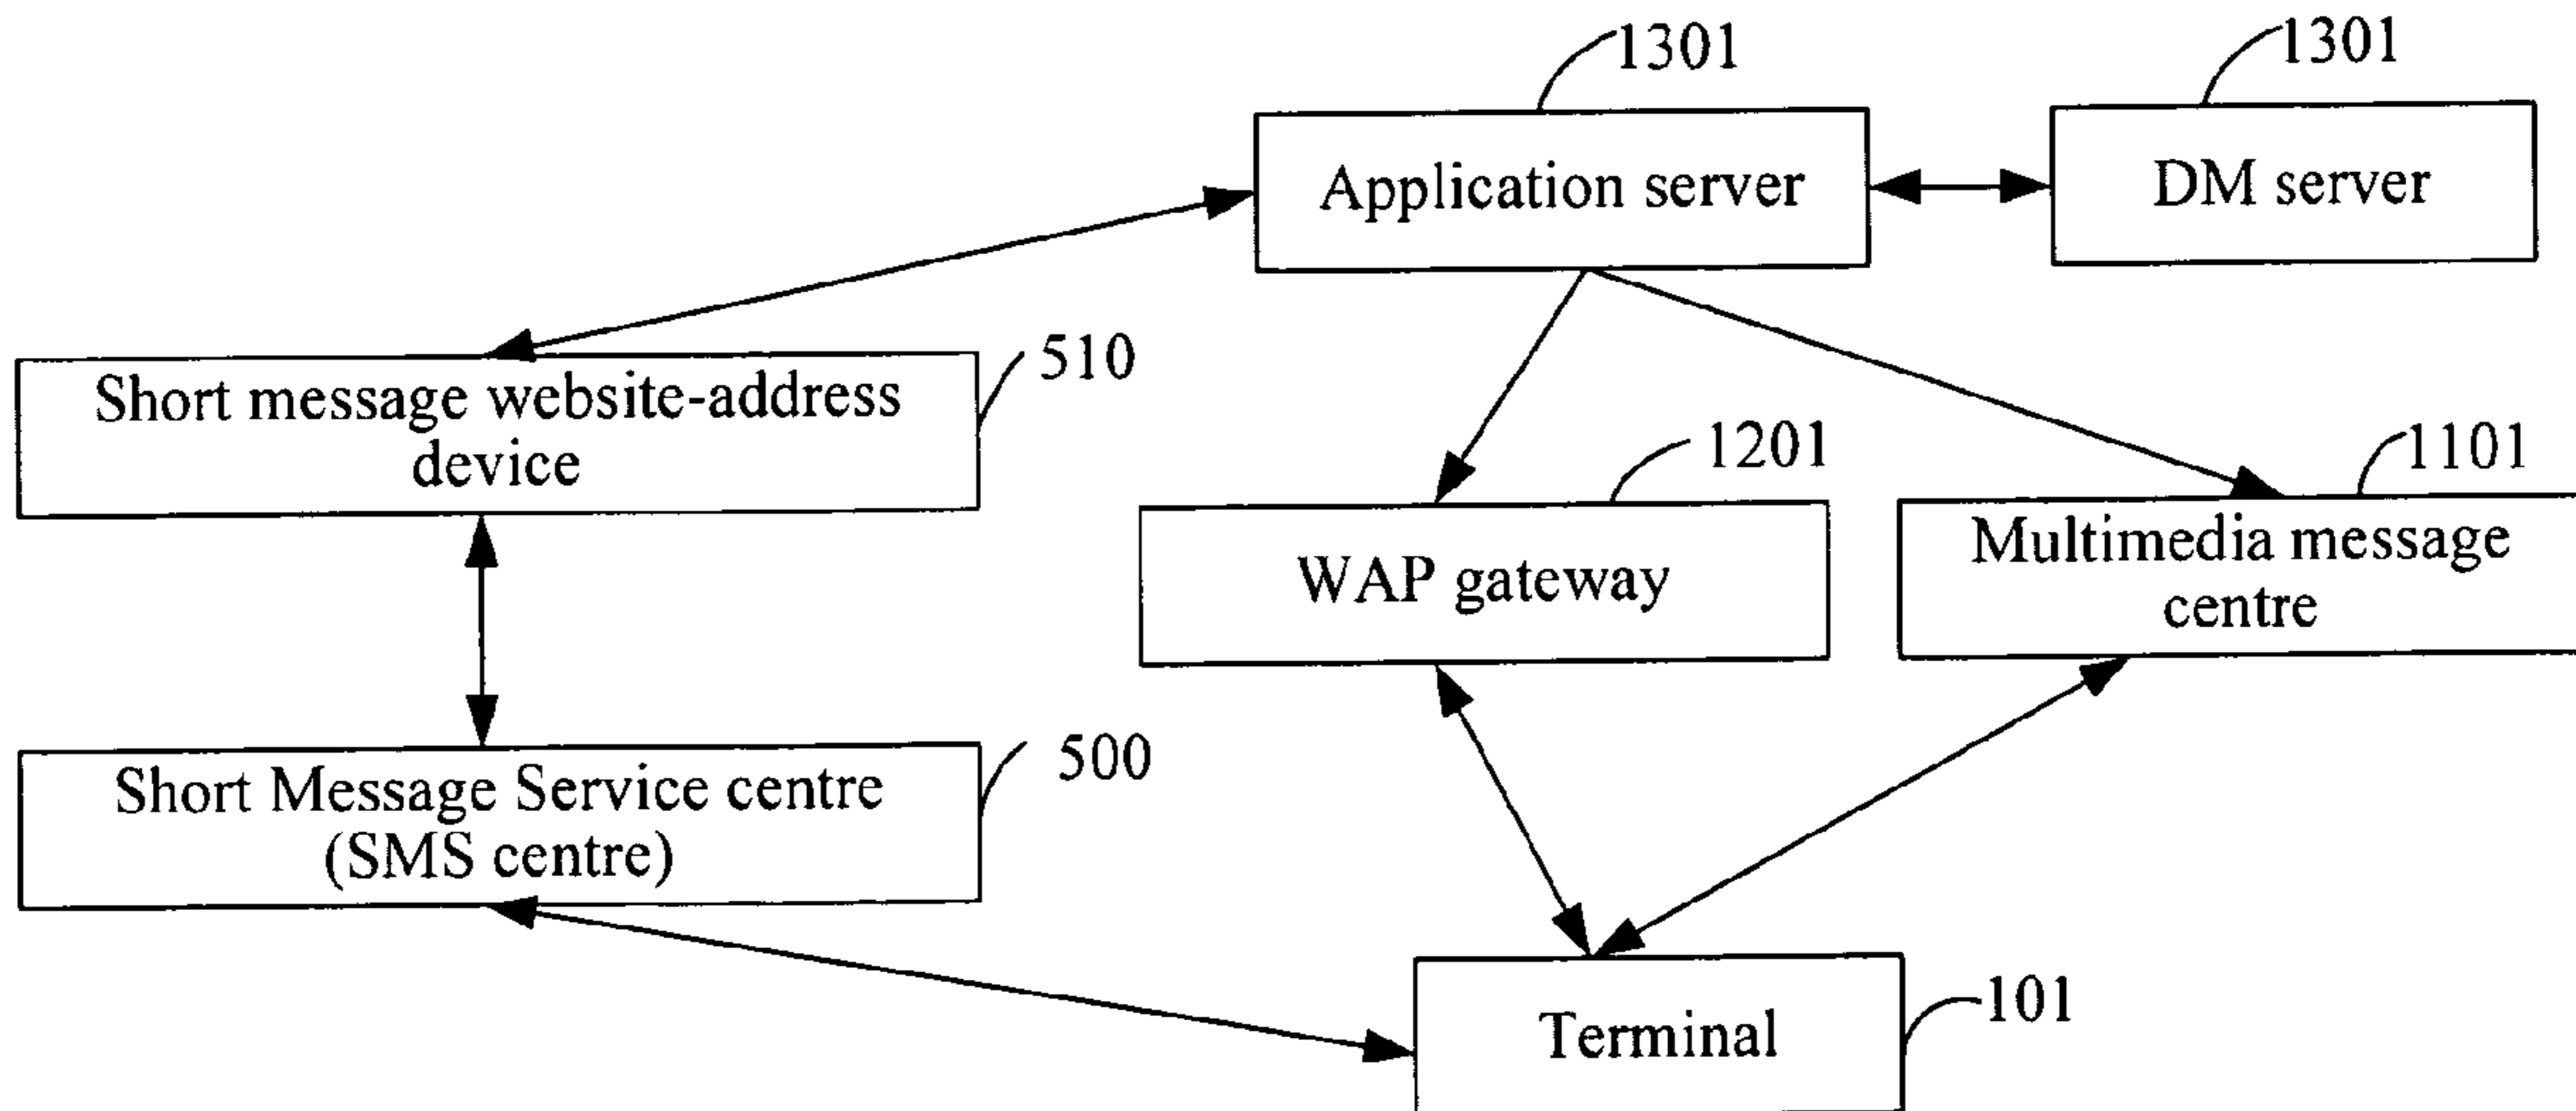 1301
1301
Application server
DM server
510
Short message website-address
device
1201
1101
WAP gateway
Multimedia message
centre
500
Short Message Service centre
(SMS centre)
Terminal
101